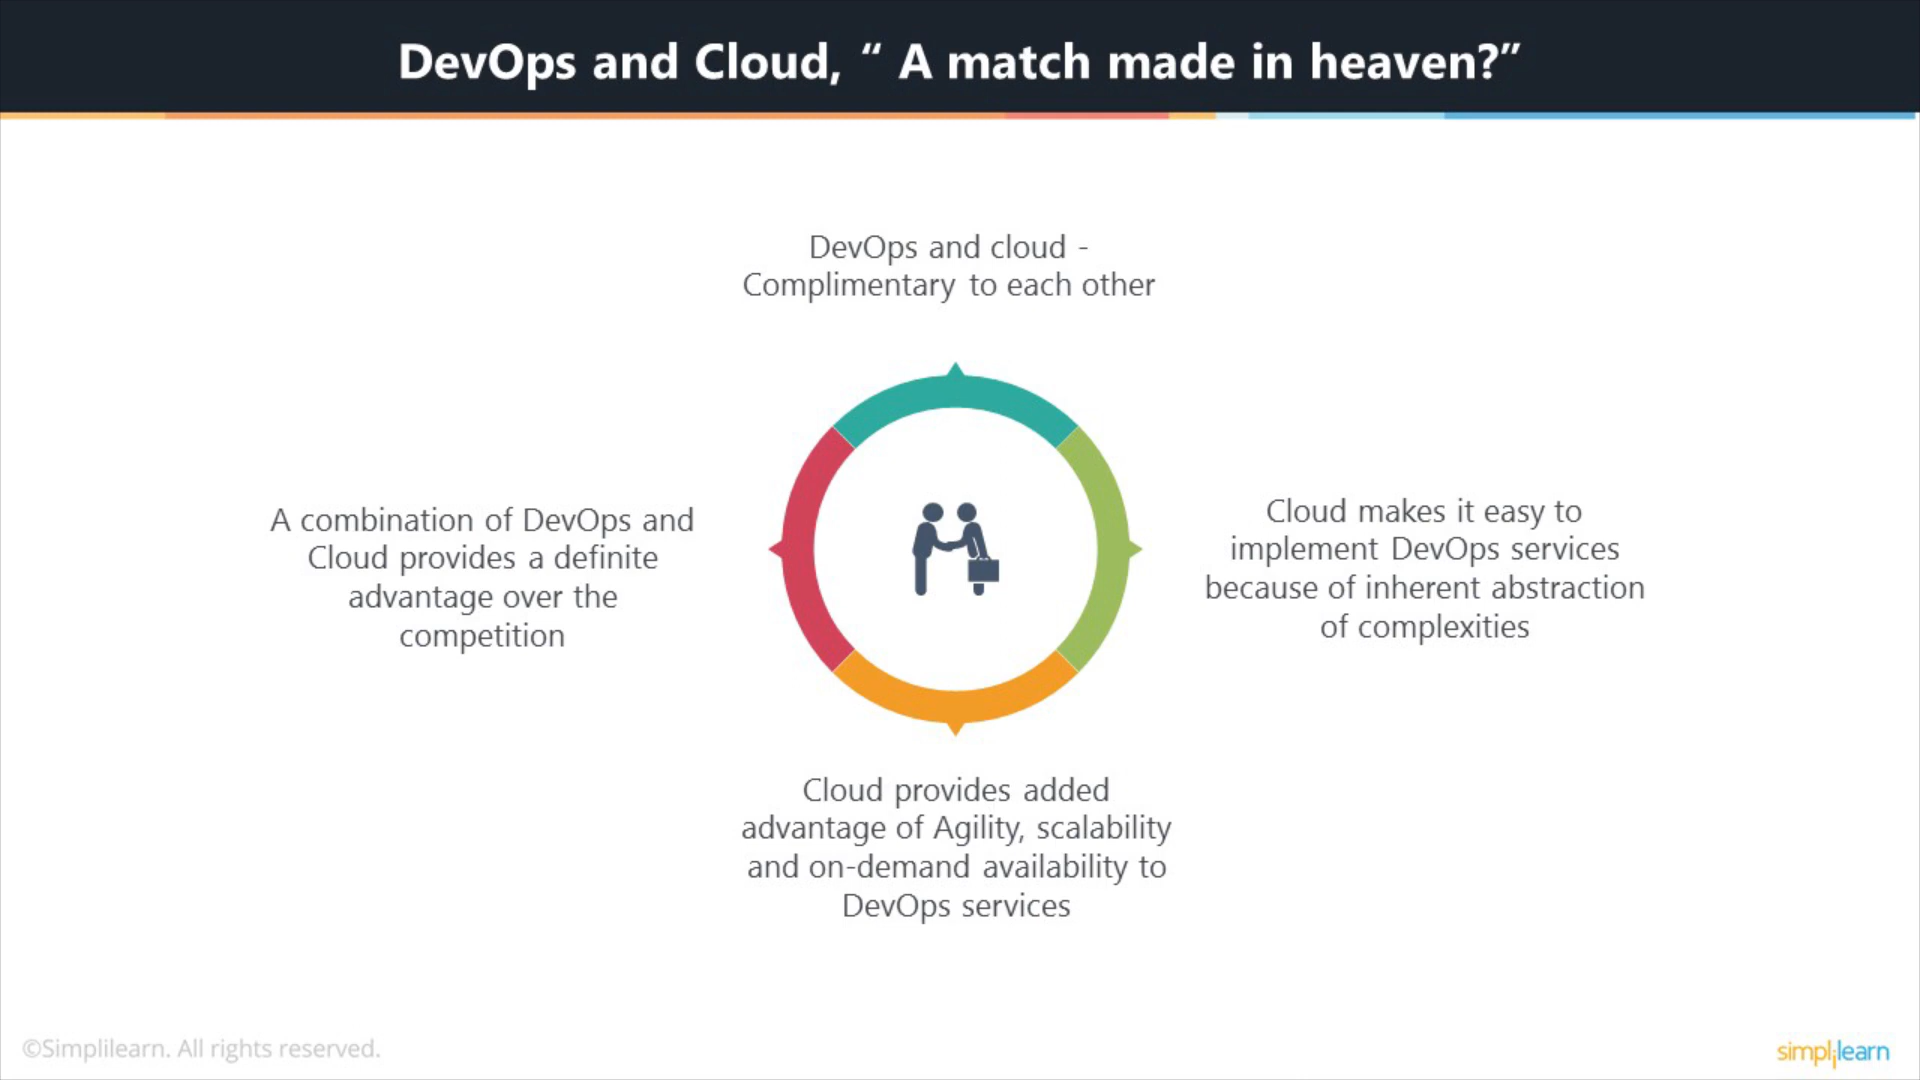 DevOps and Cloud, “ A match made in heaven?”
DevOps and cloud -
Complimentary to each other
A combination of DevOps and
Cloud provides a definite
advantage over the
competition
Cloud makes it easy to
implement DevOps services
because of inherent abstraction
of complexities
Cloud provides added
advantage of Agility, scalability
and on-demand availability to
DevOps services
©Simplilearn. All rights reserved.
simplilearn